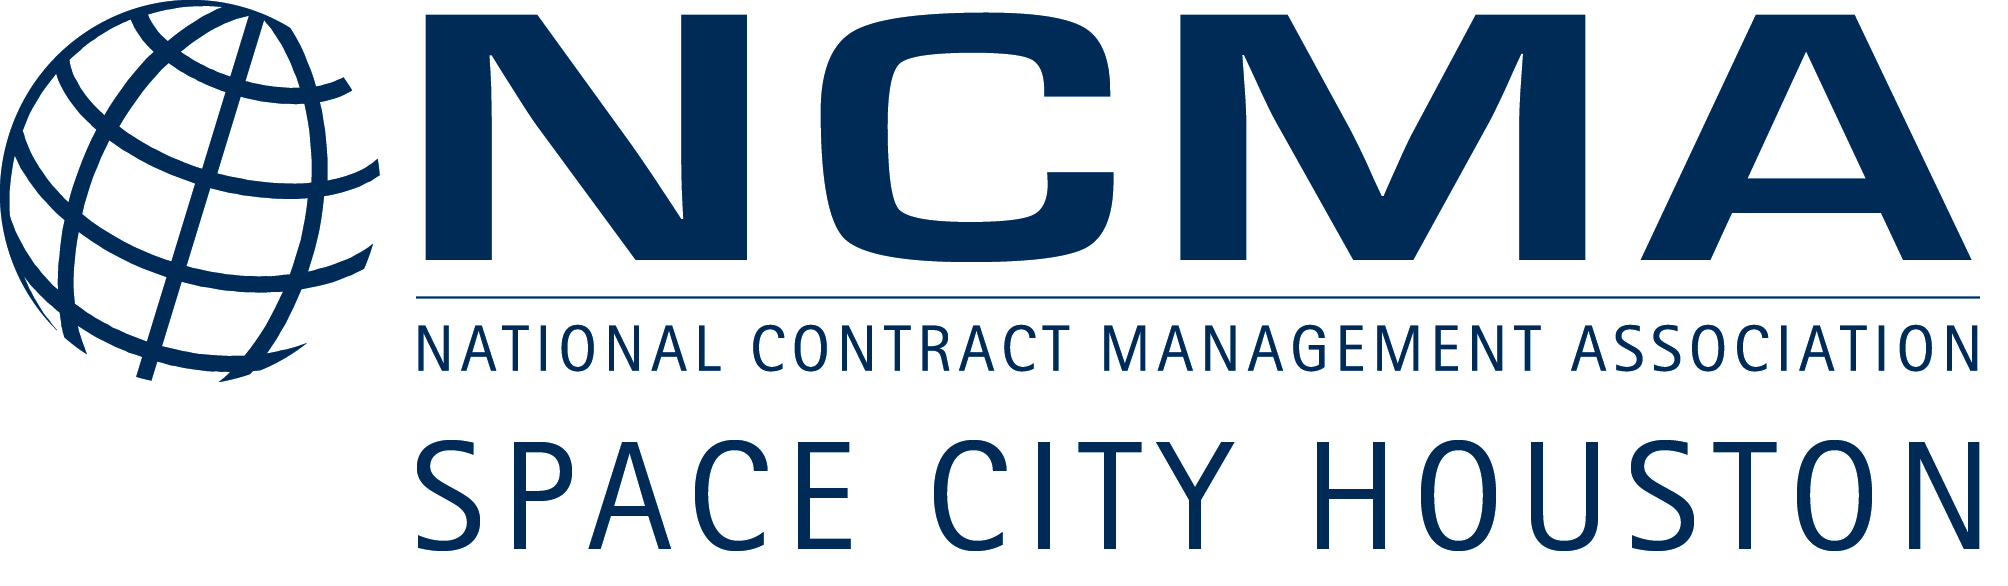 NCMA
NATIONAL CONTRACT MANAGEMENT ASSOCIATION
SPACE CITY HOUSTON